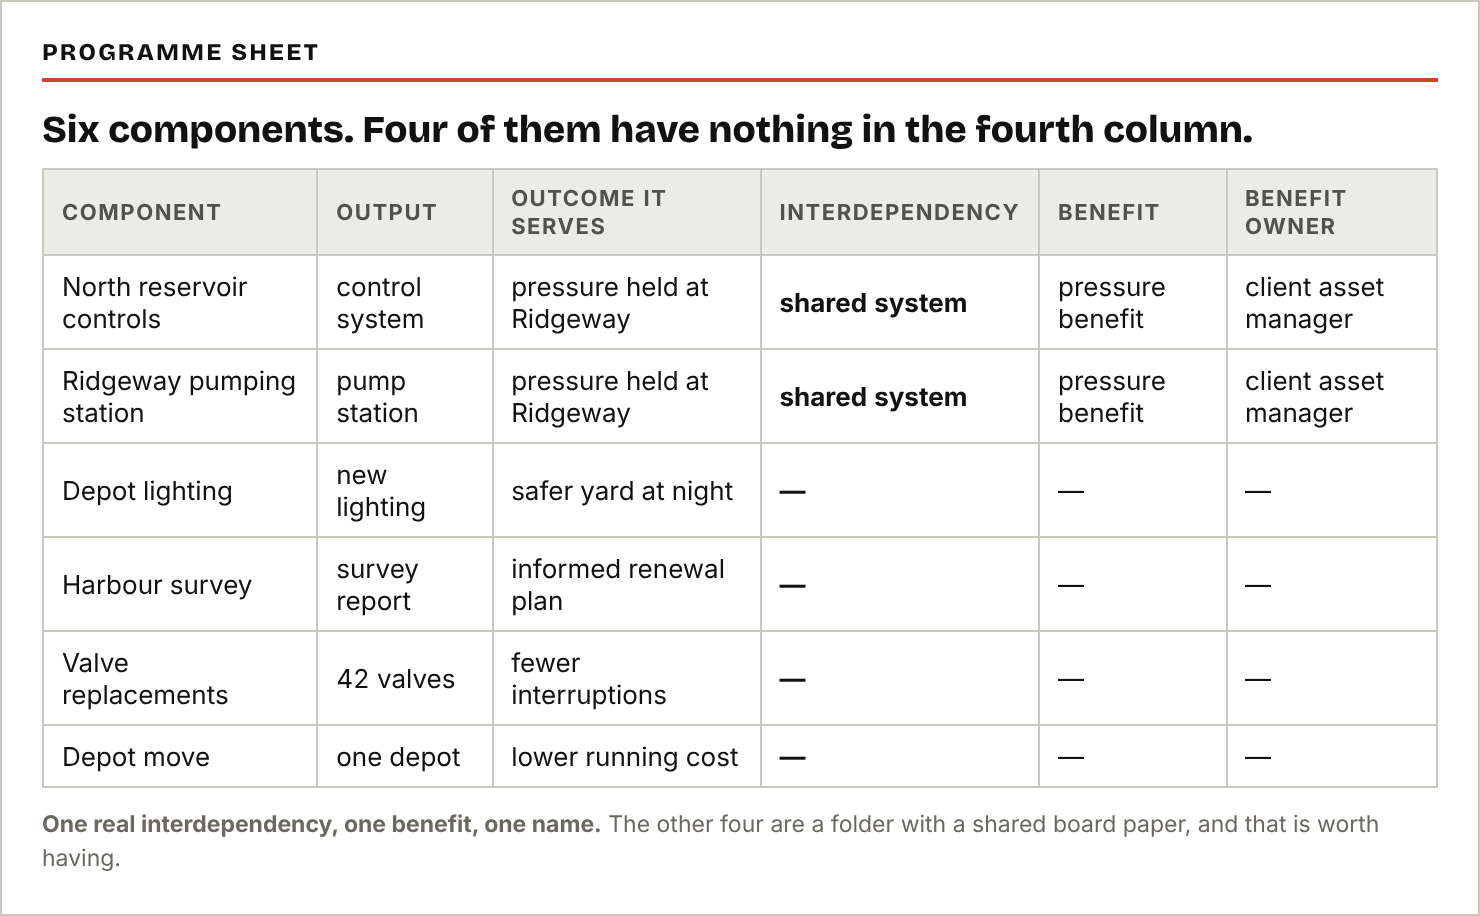 PROGRAMME SHEET
Six components. Four of them have nothing in the fourth column.
COMPONENT
OUTPUT
OUTCOME IT
SERVES
INTERDEPENDENCY
BENEFIT
BENEFIT
OWNER
North reservoir
controls
control
system
pressure held at
Ridgeway
shared system
pressure
benefit
client asset
manager
Ridgeway pumping
station
pump
station
pressure held at
Ridgeway
shared system
pressure
benefit
client asset
manager
Depot lighting
new
lighting
safer yard at night
—
—
—
Harbour survey
survey
report
informed renewal
plan
—
—
—
Valve
replacements
42 valves
fewer
interruptions
—
—
—
Depot move
one depot
lower running cost
—
—
—
One real interdependency, one benefit, one name. The other four are a folder with a shared board paper, and that is worth
having.